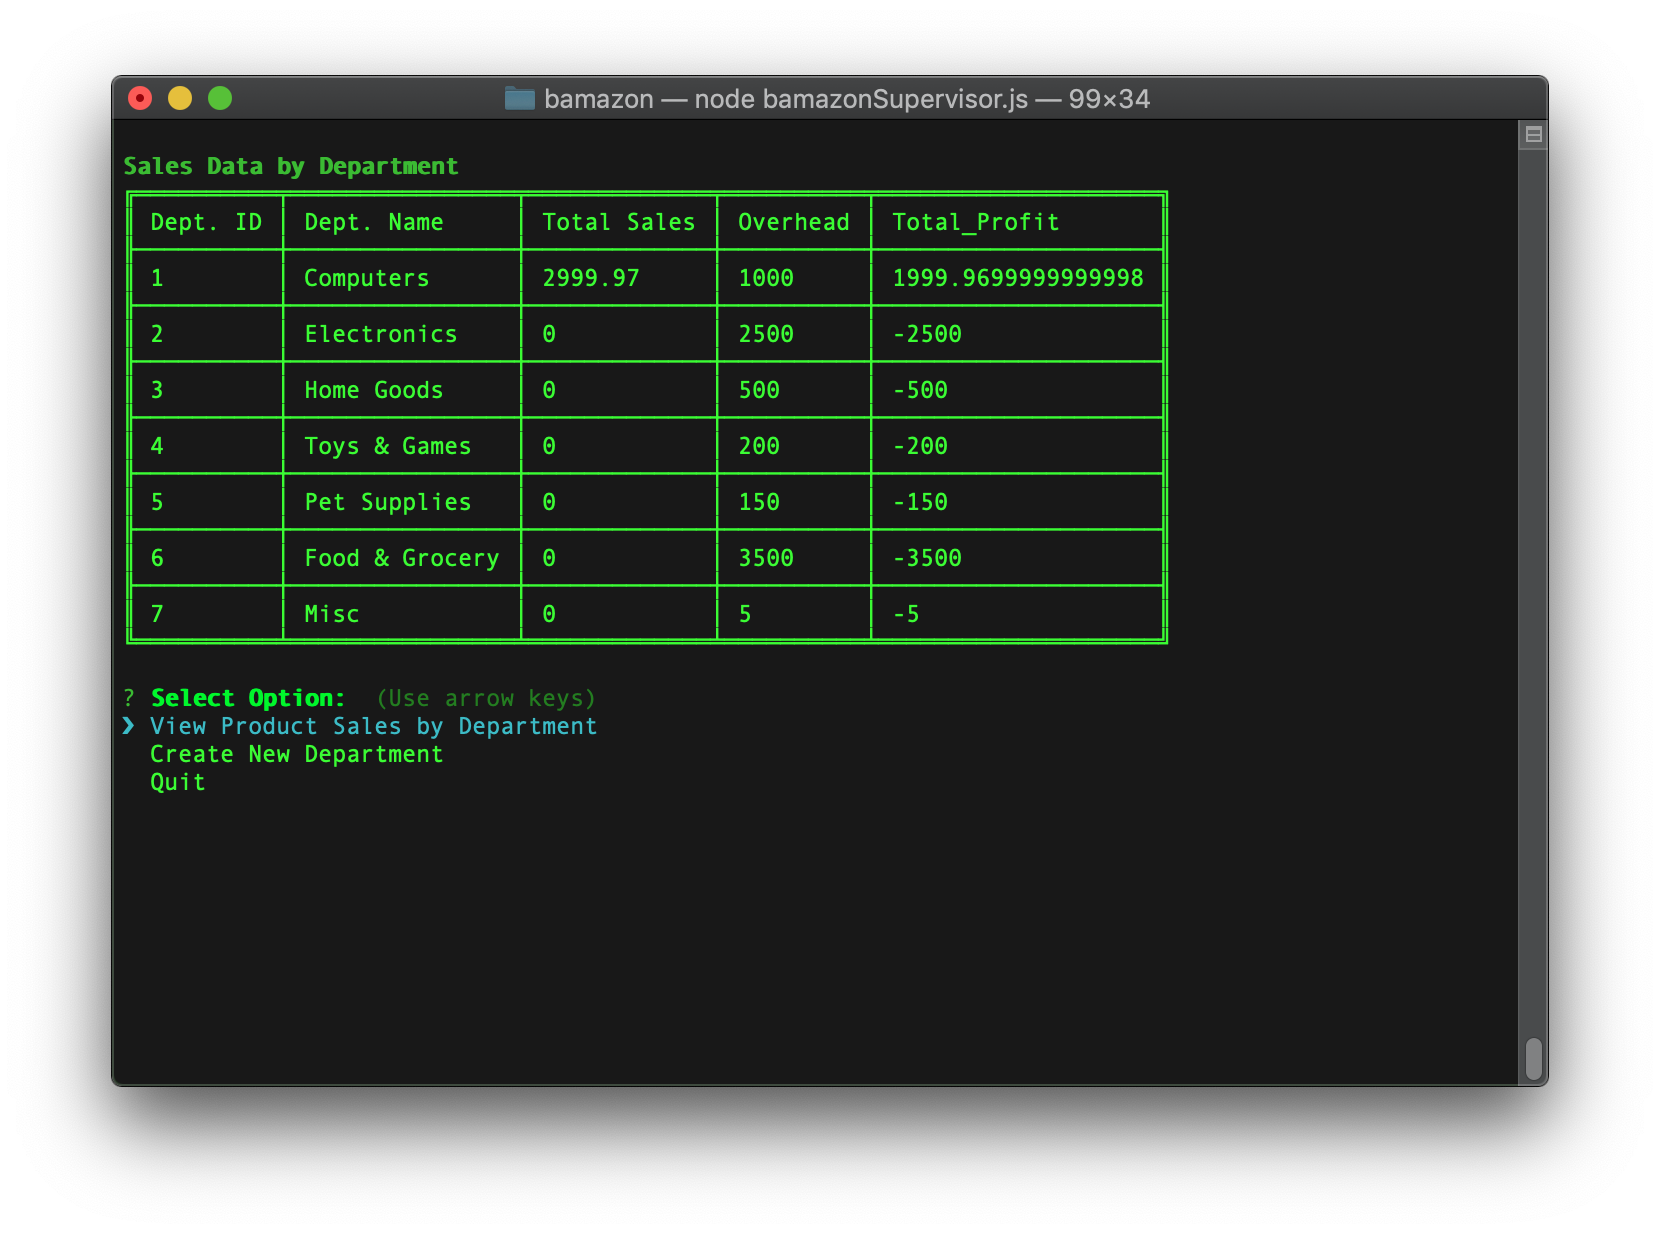 bamazon — node bamazonSupervisor.js — 99×34
Sales Data by Department
Dept. ID Dept. Name Total Sales Overhead Total_Profit
1 Computers 2999.97 1000 1999.9699999999998
2 Electronics 0 2500 -2500
3 Home Goods 0 500 -500
4 Toys & Games 0 200 -200
5 Pet Supplies 0 150 -150
6 Food & Grocery 0 3500 -3500
7 Misc 0 5 -5
? Select Option: (Use arrow keys)
❯ View Product Sales by Department
Create New Department
Quit